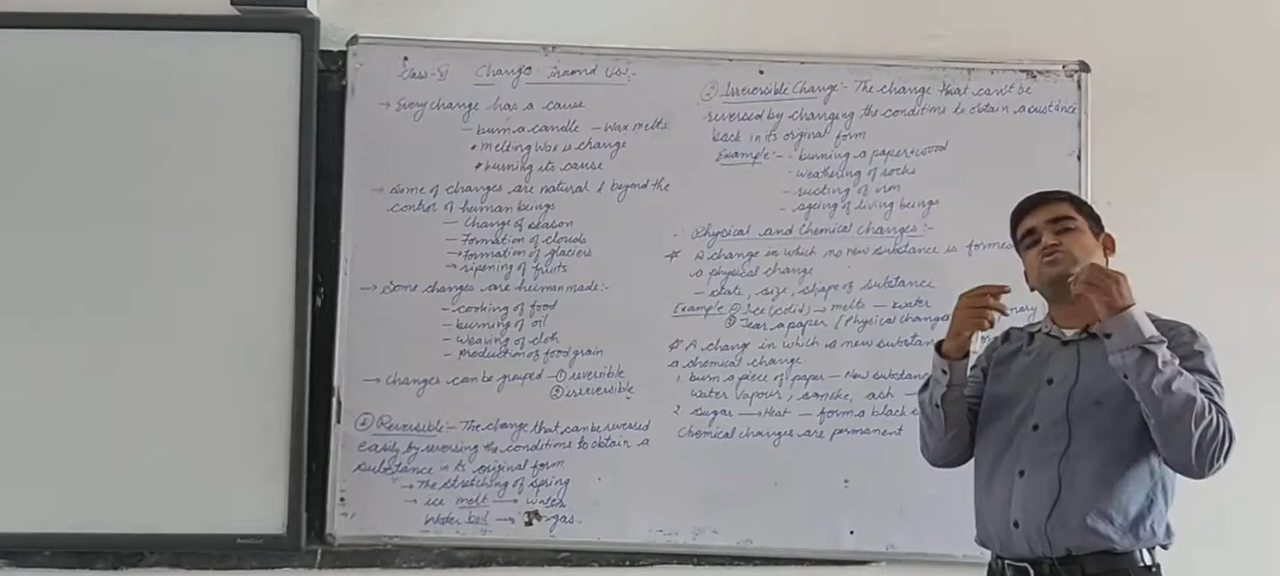 Class-VI Change around Us:-
→ Every change has a cause
- burn a candle - Wax melts
• melting wax is change
• burning its cause
→ Some of changes are natural & beyond the
control of human beings
- Change of season
- Formation of clouds
→ Formation of glaciers
→ ripening of fruits
→ Some changes are human made:-
- cooking of food
- burning of oil
- weaving of cloth
- Production of food grain
→ Changes can be grouped - ① reversible
② irreversible
① Reversible:- The change that can be reversed
easily by reversing the conditions to obtain a
substance in its original form
→ The stretching of spring
→ ice melt → water
Water boil → gas.
② Irreversible Change:- The change that can't be
reversed by changing the conditions to obtain a sustance
back in its orginal form
Example:- • burning a paper & wood
- weathering of rocks
- rusting of iron
- ageing of living beings
Physical and Chemical Changes:-
A change in which no new substance is formed
a physical change
- state, size, shape of substance
Example ① Ice (solid) → melts - water
② Tear a paper [Physical change
A change in which is new substan
a chemical change.
1. burn a piece of paper - New substanc
water vapour, smoke, ash
2. sugar → Heat - forms a black
Chemical changes are permanent